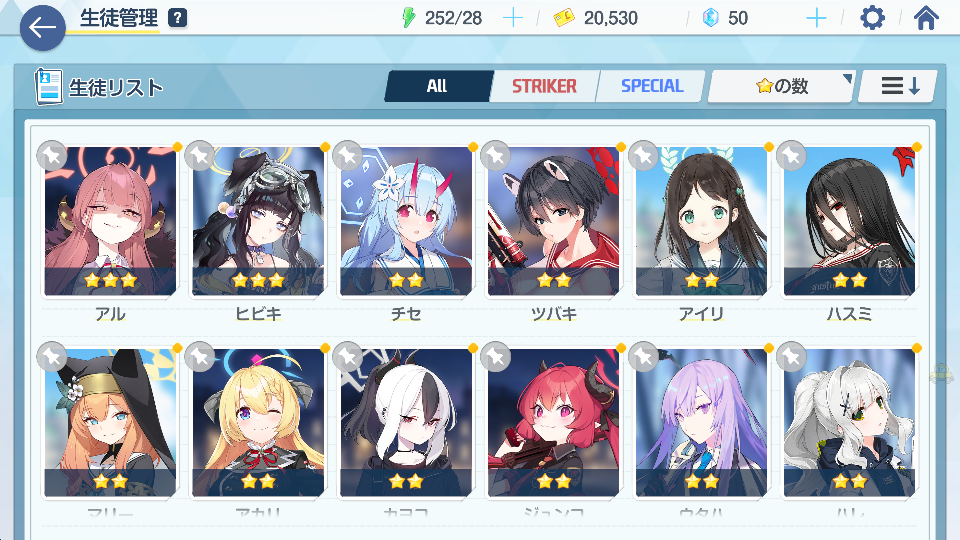 生徒管理 ? 252/28 20,530 50
生徒リスト All STRIKER SPECIAL の数
アル ヒビキ チセ ツバキ アイリ ハスミ
マリー アカリ カヨコ ジュンコ ウタハ ハレ